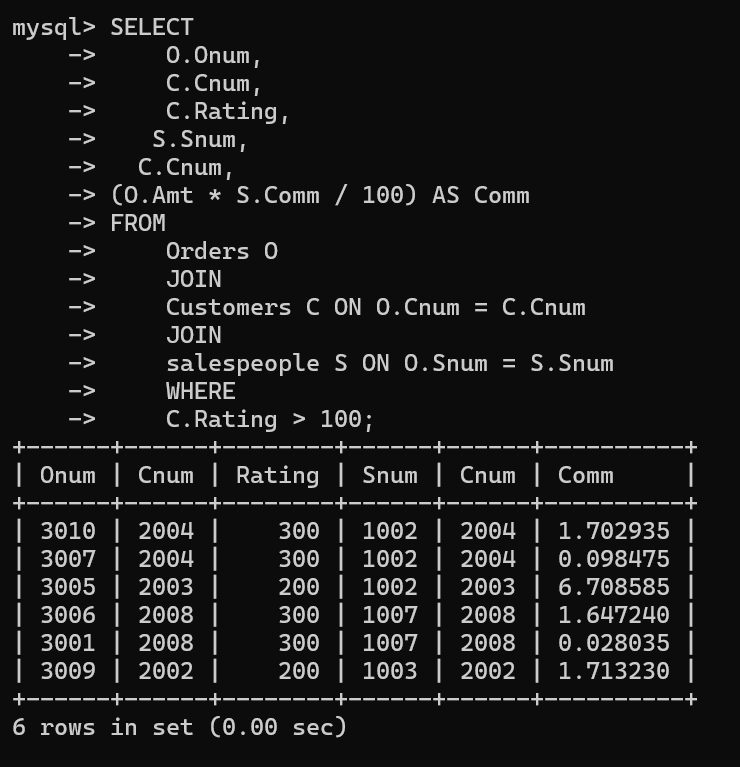 mysql> SELECT
    ->     O.Onum,
    ->     C.Cnum,
    ->     C.Rating,
    ->    S.Snum,
    ->   C.Cnum,
    -> (O.Amt * S.Comm / 100) AS Comm
    -> FROM
    ->     Orders O
    ->     JOIN
    ->     Customers C ON O.Cnum = C.Cnum
    ->     JOIN
    ->     salespeople S ON O.Snum = S.Snum
    ->     WHERE
    ->     C.Rating > 100;
+------+------+--------+------+------+----------+
| Onum | Cnum | Rating | Snum | Cnum | Comm     |
+------+------+--------+------+------+----------+
| 3010 | 2004 |    300 | 1002 | 2004 | 1.702935 |
| 3007 | 2004 |    300 | 1002 | 2004 | 0.098475 |
| 3005 | 2003 |    200 | 1002 | 2003 | 6.708585 |
| 3006 | 2008 |    300 | 1007 | 2008 | 1.647240 |
| 3001 | 2008 |    300 | 1007 | 2008 | 0.028035 |
| 3009 | 2002 |    200 | 1003 | 2002 | 1.713230 |
+------+------+--------+------+------+----------+
6 rows in set (0.00 sec)